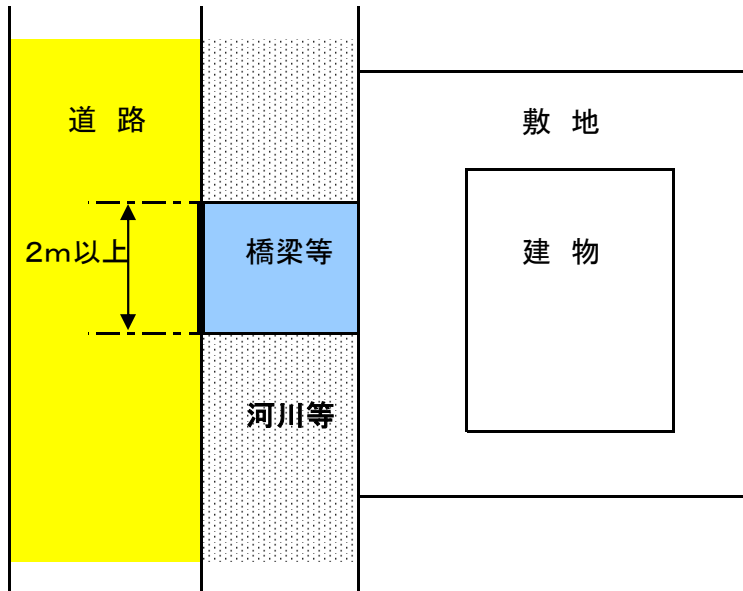 道 路
敷 地
2m以上
橋梁等
建 物
河川等